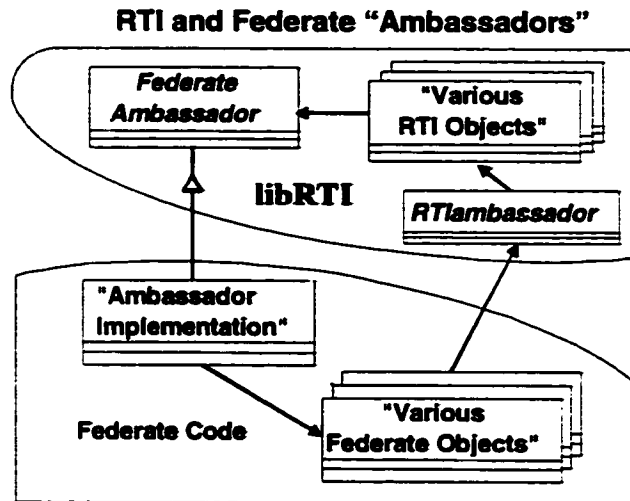 RTI and Federate "Ambassadors"
Federate
Ambassador
"Various
RTI Objects"
libRTI
RTIambassador
"Ambassador
Implementation"
"Various
Federate Objects"
Federate Code